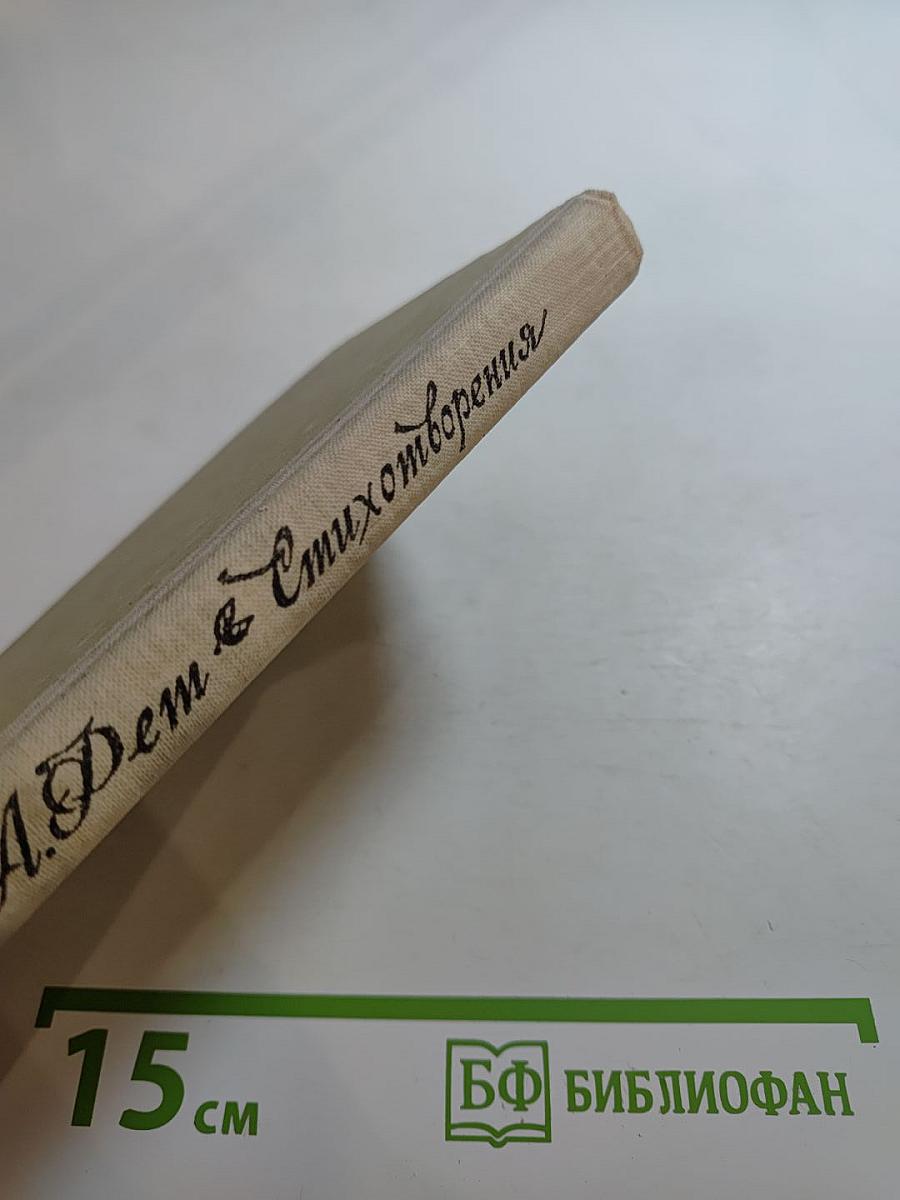 А. Фет Стихотворения
15 см
БФ БИБЛИОФАН